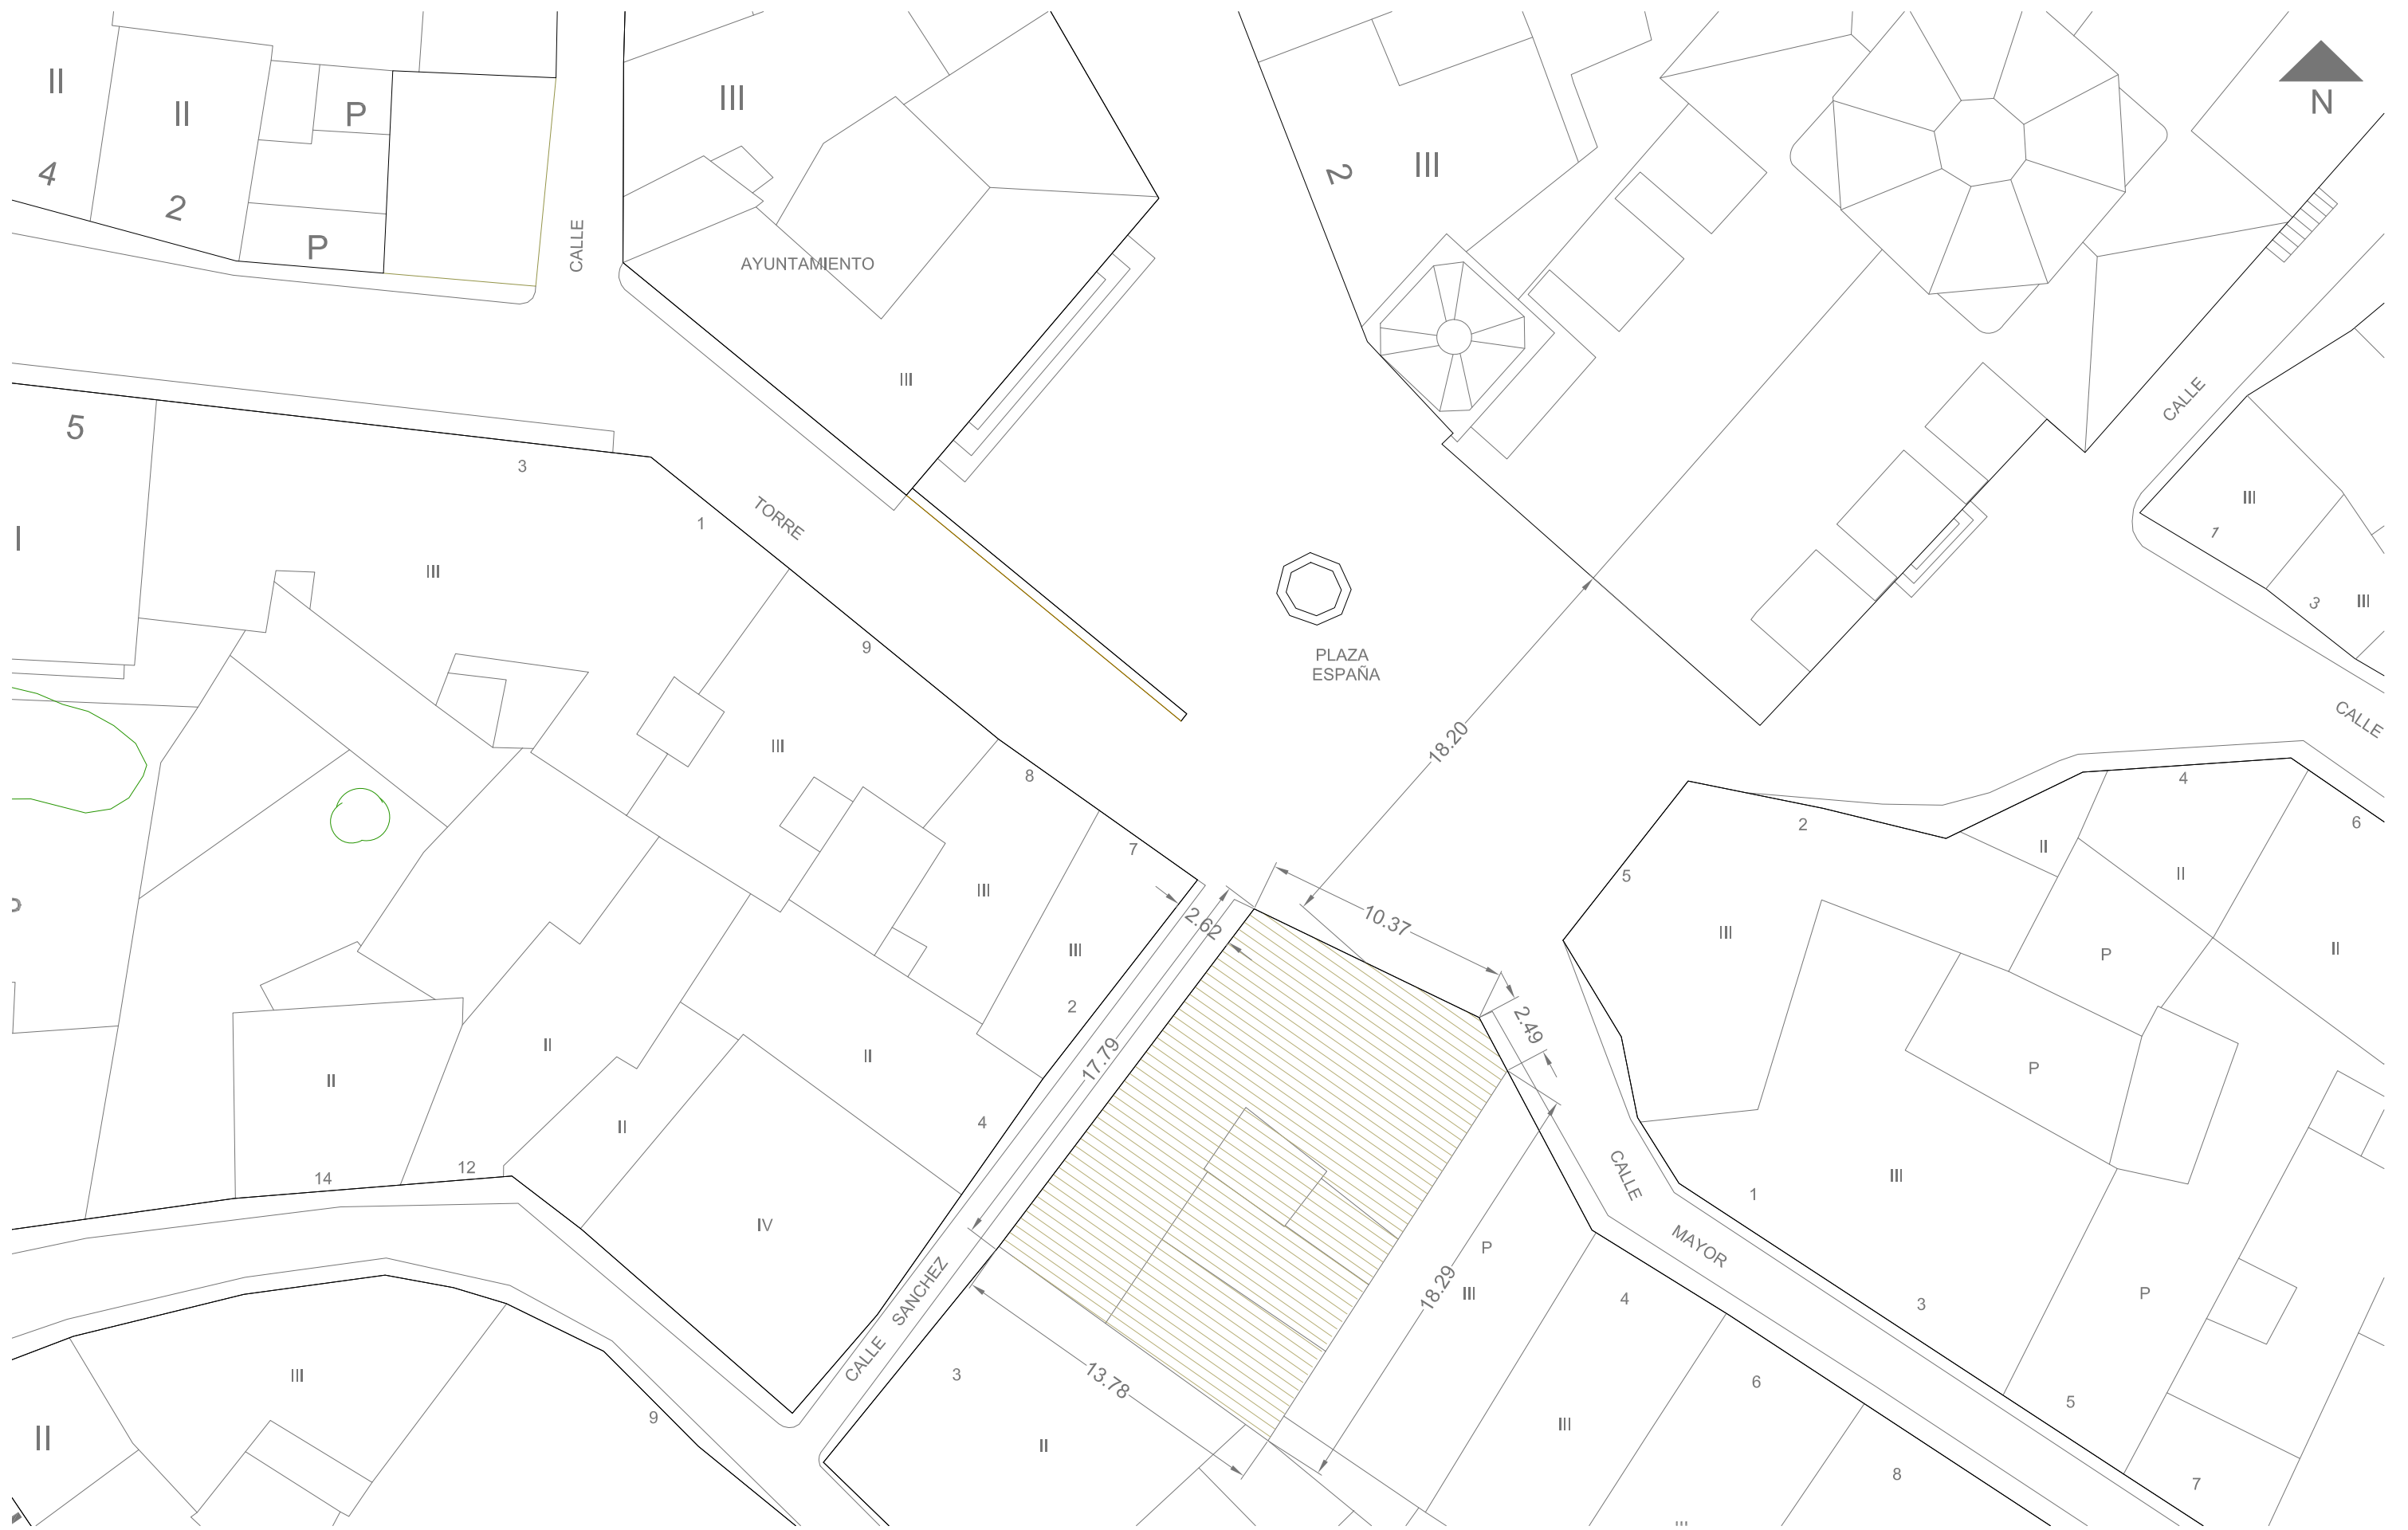 II
II
P
III
2
III
N
4
2
P
CALLE
AYUNTAMIENTO
III
CALLE
5
3
1
TORRE
III
1
3
III
III
9
PLAZA
ESPAÑA
CALLE
III
18.20
8
4
2
6
7
II
5
II
III
10.37
III
II
2.62
III
P
2
2.49
II
II
17.79
P
II
4
II
CALLE
14
12
III
1
IV
MAYOR
P
CALLE SANCHEZ
18.29
III
4
3
P
III
3
13.78
6
5
9
II
III
II
8
7
III